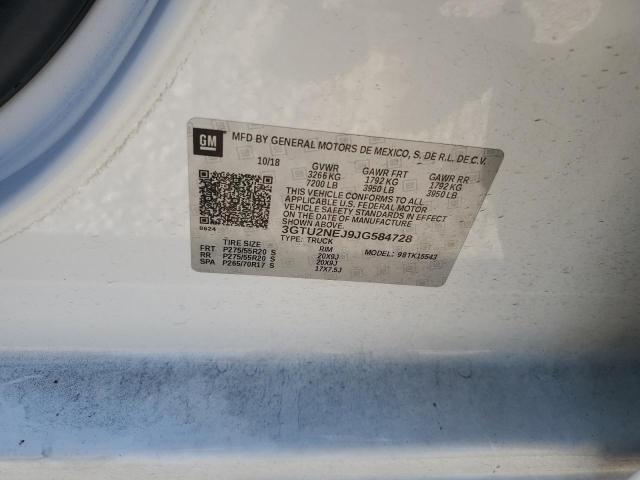 GM MFD BY GENERAL MOTORS DE MEXICO, S. DE R.L. DE C.V.
10/18 GVWR GAWR FRT GAWR RR
3266 KG 1792 KG 1792 KG
7200 LB 3950 LB 3950 LB
THIS VEHICLE CONFORMS TO ALL
APPLICABLE U.S. FEDERAL MOTOR
VEHICLE SAFETY STANDARDS IN EFFECT
ON THE DATE OF MANUFACTURE
SHOWN ABOVE.
0624 3GTU2NEJ9JG584728
TYPE: TRUCK MODEL: 98TK15543
TIRE SIZE RIM
FRT P275/55R20 S 20X9J
RR P275/55R20 S 20X9J
SPA P265/70R17 S 17X7.5J